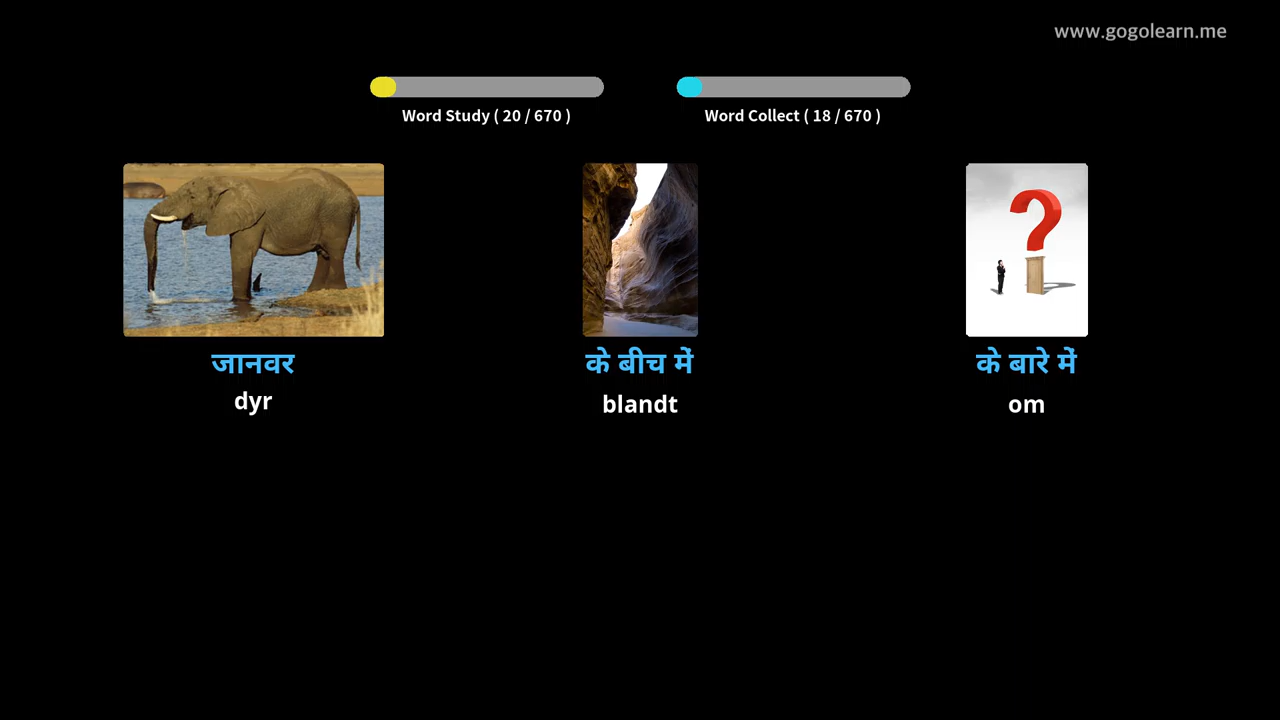 www.gogolearn.me
Word Study ( 20 / 670 )
Word Collect ( 18 / 670 )
जानवर
dyr
के बीच में
blandt
के बारे में
om